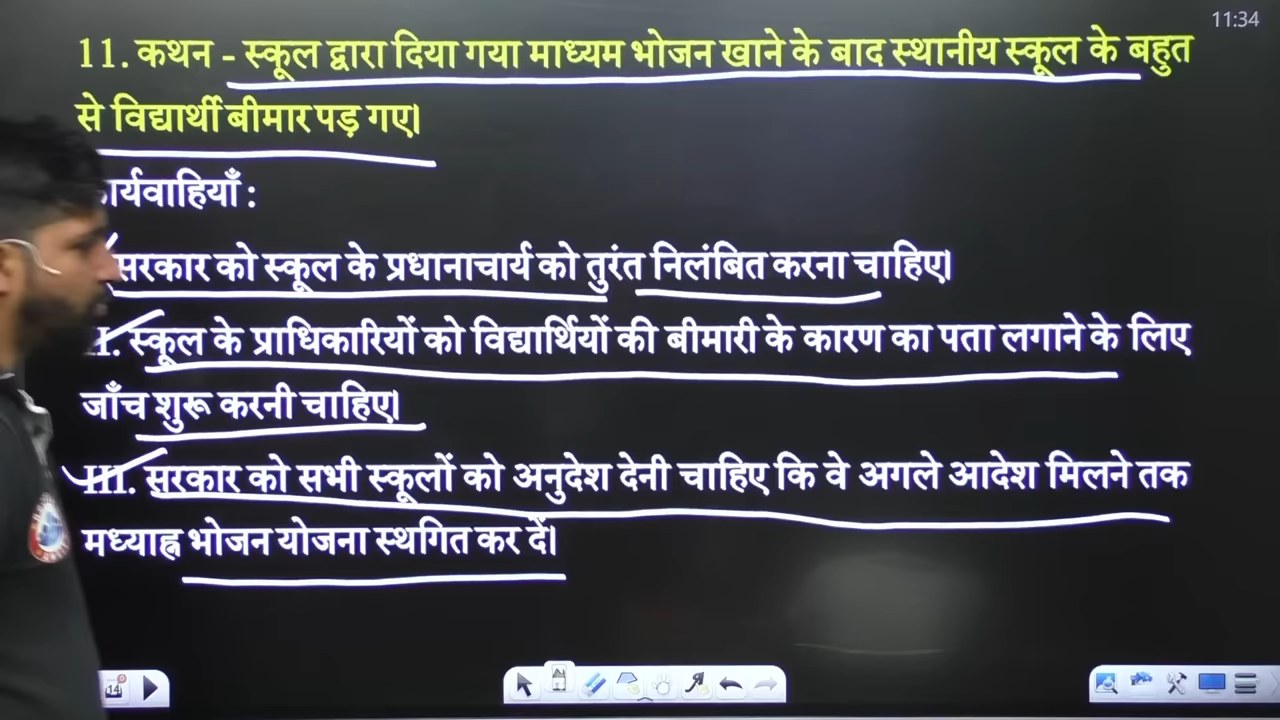 11:34
11. कथन - स्कूल द्वारा दिया गया माध्यम भोजन खाने के बाद स्थानीय स्कूल के बहुत
से विद्यार्थी बीमार पड़ गए।
सरकार को स्कूल के प्रधानाचार्य को तुरंत निलंबित करना चाहिए।
II. स्कूल के प्राधिकारियों को विद्यार्थियों की बीमारी के कारण का पता लगाने के लिए
जाँच शुरू करनी चाहिए।
III. सरकार को सभी स्कूलों को अनुदेश देनी चाहिए कि वे अगले आदेश मिलने तक
मध्याह्न भोजन योजना स्थगित कर दें।
14